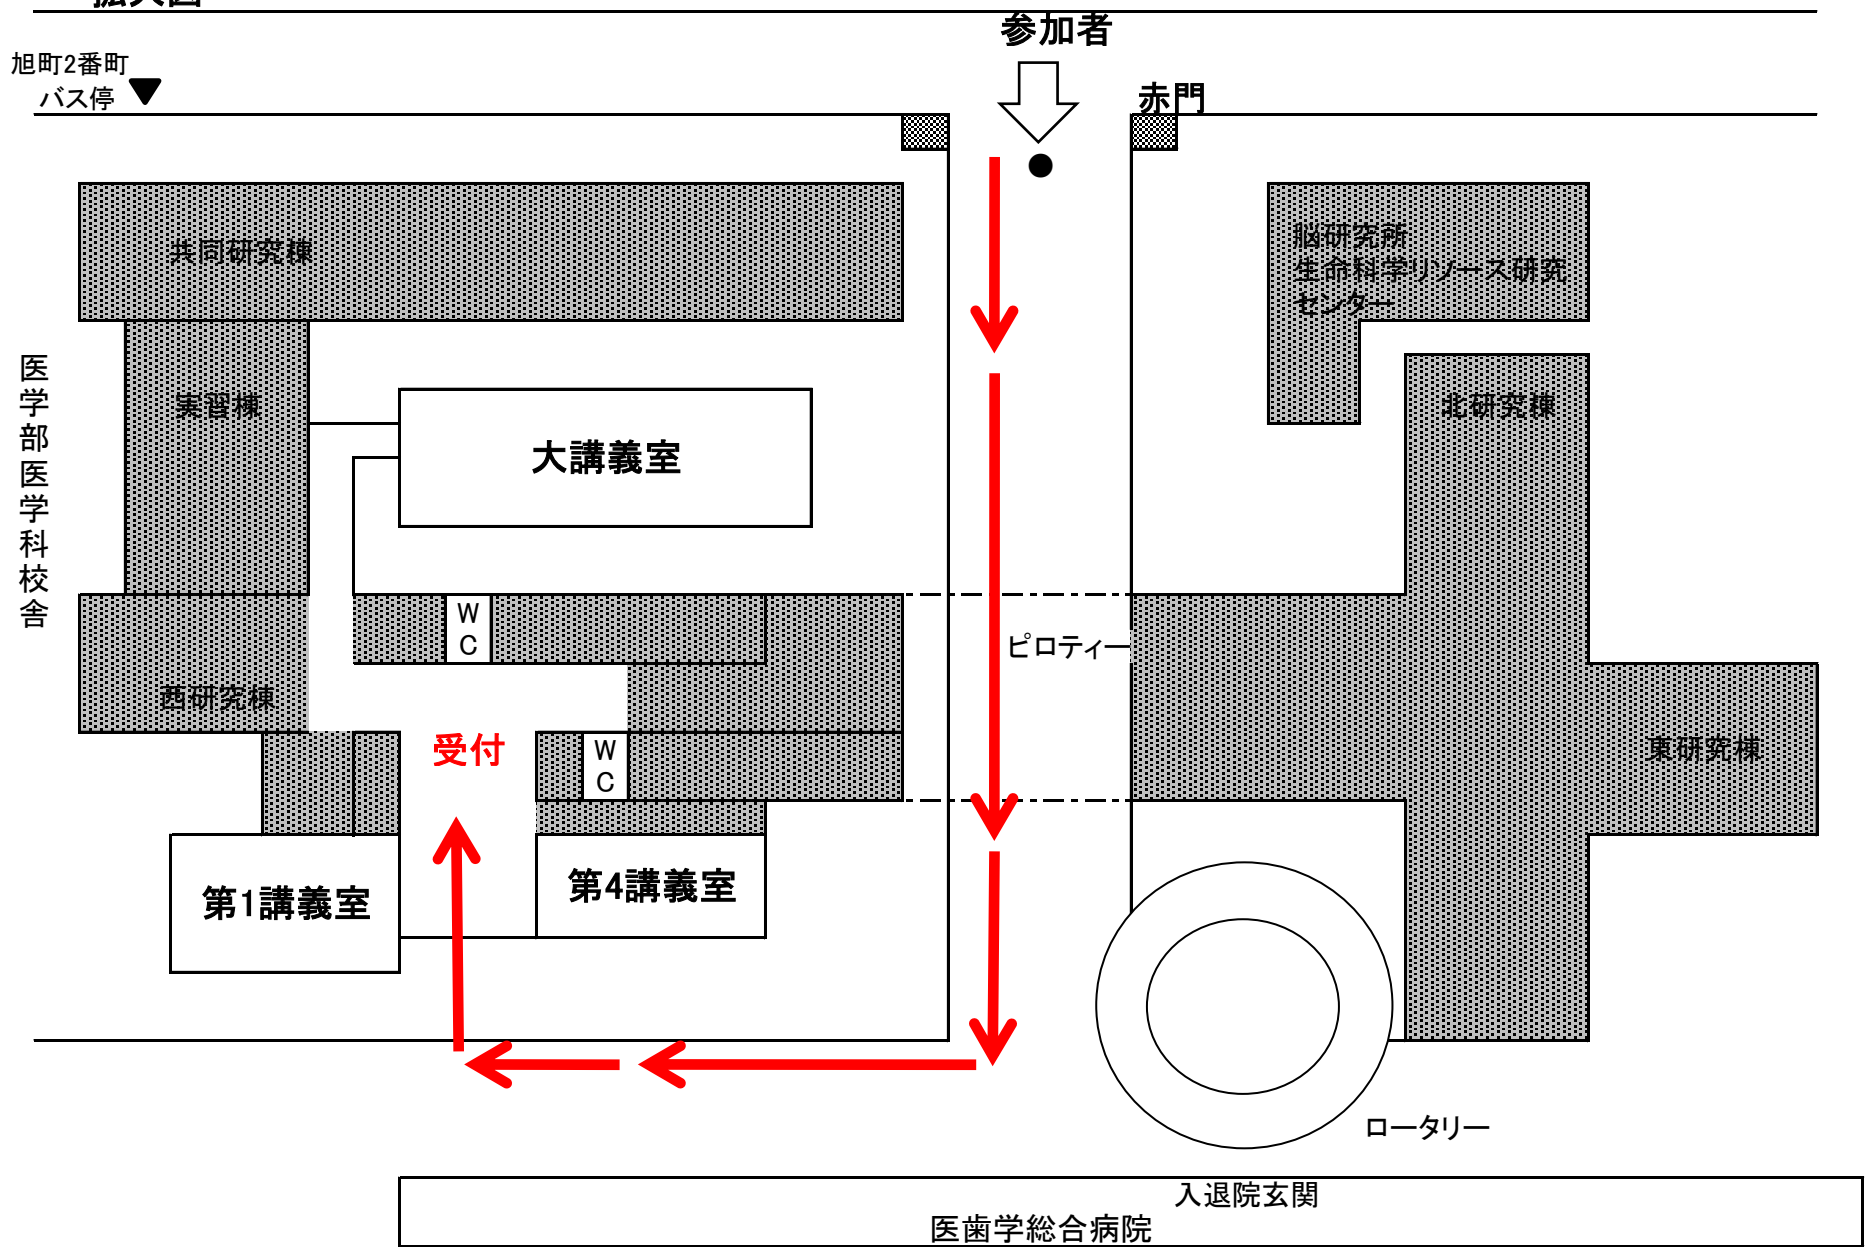 拡大図
参加者
旭町2番町
バス停
赤門
共同研究棟
脳研究所
生命科学リソース研究
センター
医学部医学科校舎
実習棟
北研究棟
大講義室
WC
ピロティー
西研究棟
受付
WC
東研究棟
第1講義室
第4講義室
ロータリー
入退院玄関
医歯学総合病院